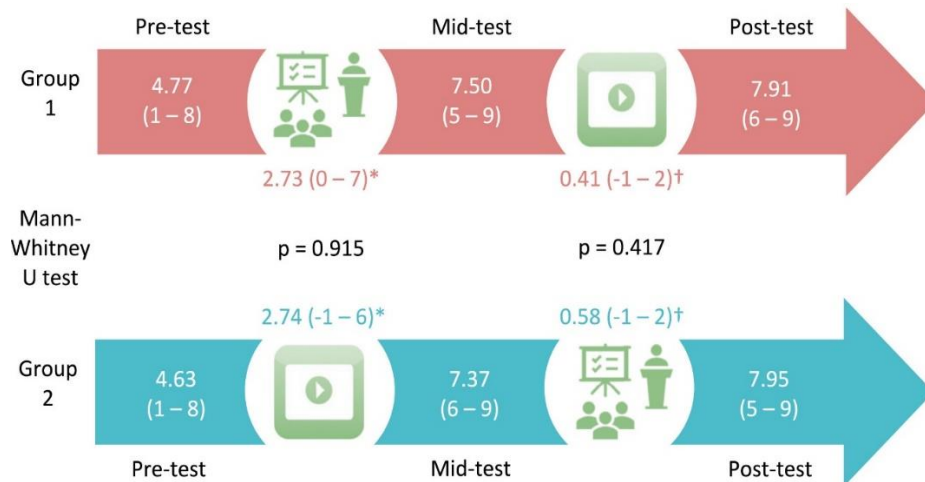 Pre-test Mid-test Post-test
Group
1
4.77
(1 – 8)
7.50
(5 – 9)
7.91
(6 – 9)
2.73 (0 – 7)* 0.41 (-1 – 2)†
Mann-
Whitney
U test
p = 0.915 p = 0.417
2.74 (-1 – 6)* 0.58 (-1 – 2)†
Group
2
4.63
(1 – 8)
7.37
(6 – 9)
7.95
(5 – 9)
Pre-test Mid-test Post-test